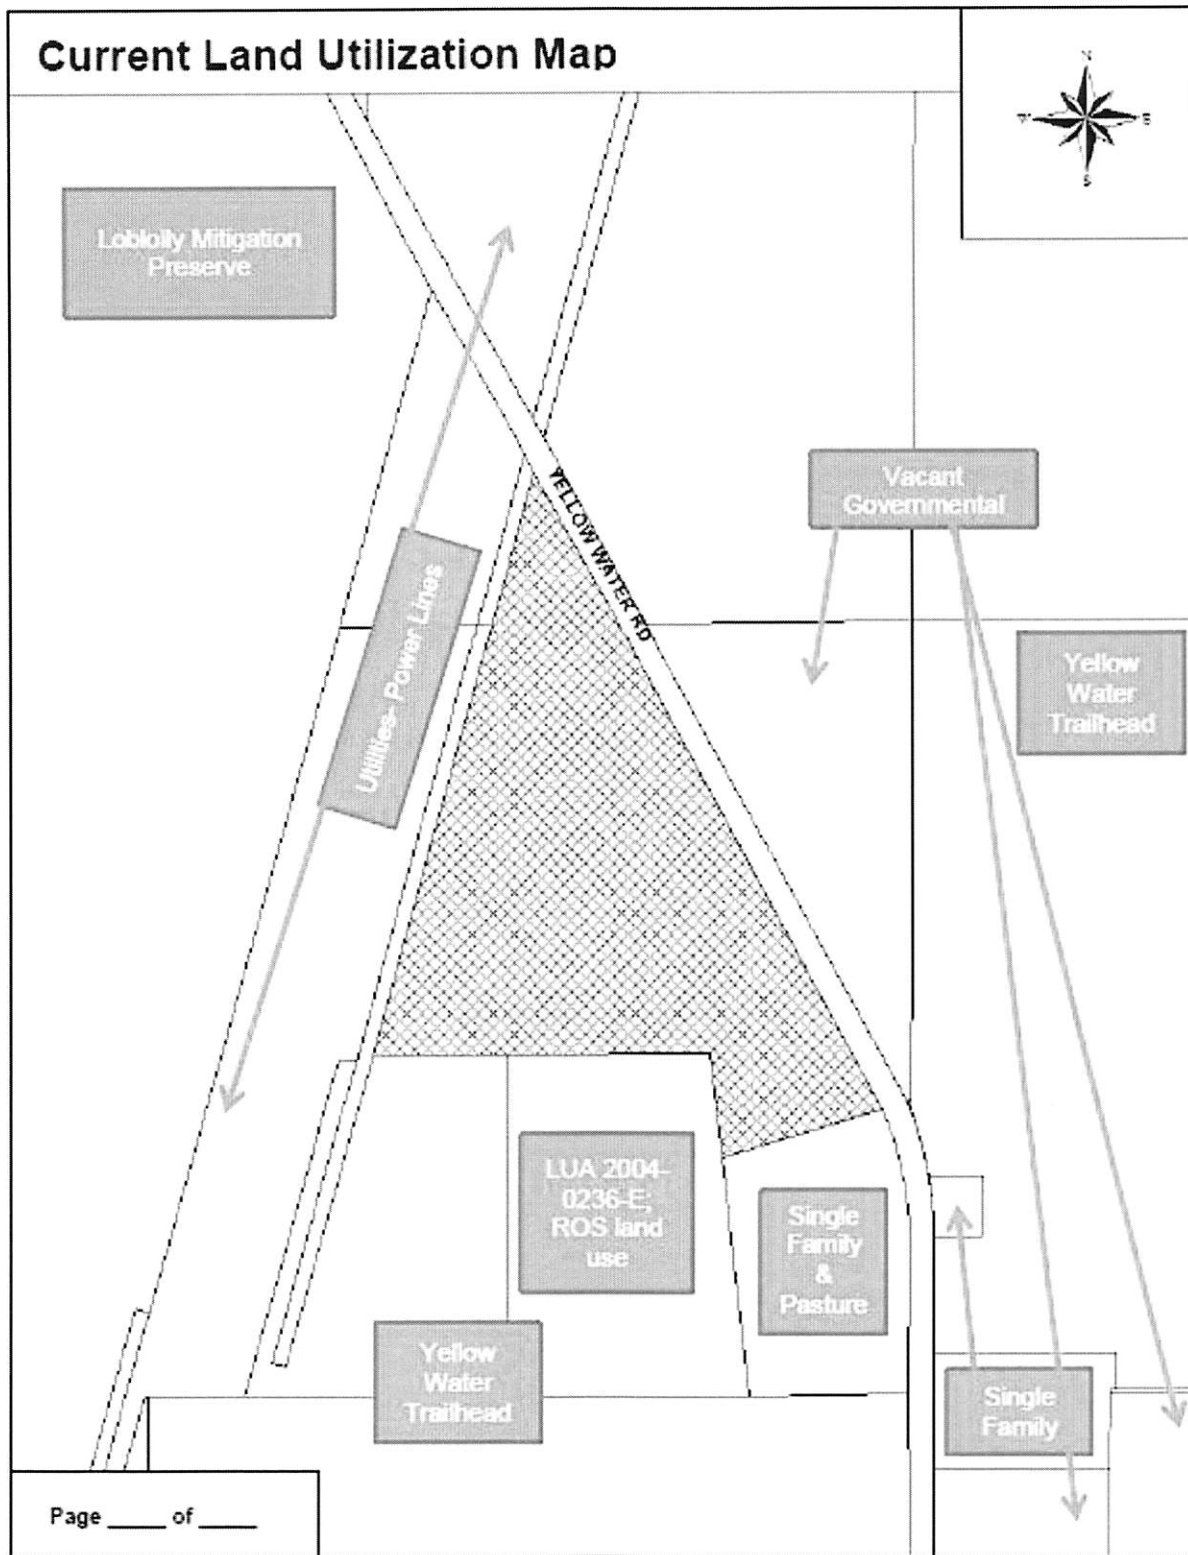 Current Land Utilization Map
N
W
E
S
Loblolly Mitigation
Preserve
Vacant
Governmental
YELLOW WATER RD
Utilities- Power Lines
Yellow
Water
Trailhead
LUA 2004-
0236-E;
ROS land
use
Single
Family
&
Pasture
Yellow
Water
Trailhead
Single
Family
Page _____ of _____